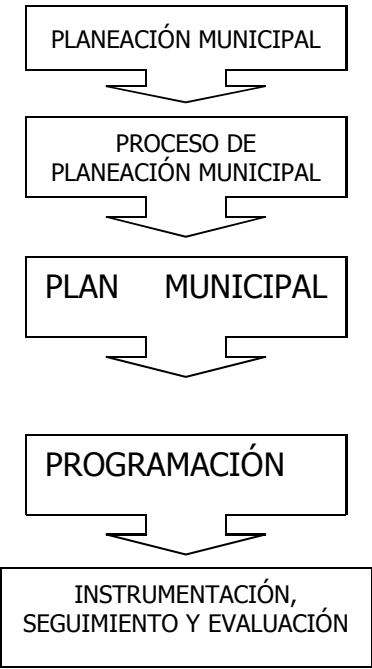 PLANEACIÓN MUNICIPAL
PROCESO DE
PLANEACIÓN MUNICIPAL
PLAN MUNICIPAL
PROGRAMACIÓN
INSTRUMENTACIÓN,
SEGUIMIENTO Y EVALUACIÓN